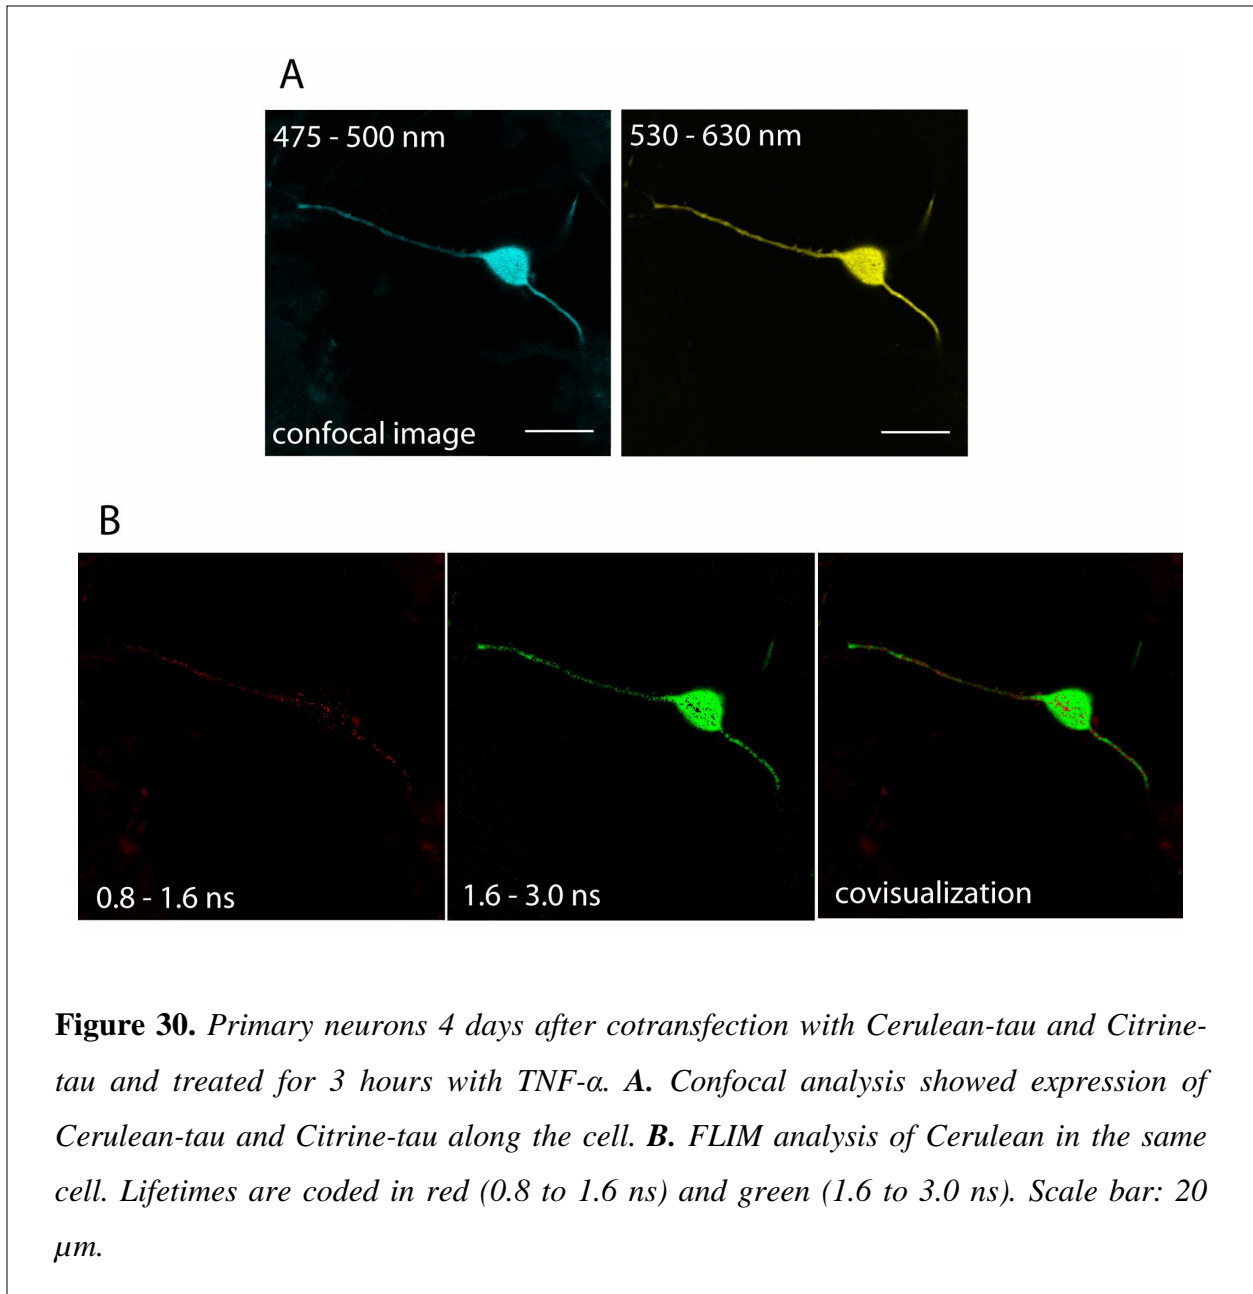 A
475 - 500 nm
530 - 630 nm
confocal image
B
0.8 - 1.6 ns
1.6 - 3.0 ns
covisualization
Figure 30. Primary neurons 4 days after cotransfection with Cerulean-tau and Citrine-
tau and treated for 3 hours with TNF-α. A. Confocal analysis showed expression of
Cerulean-tau and Citrine-tau along the cell. B. FLIM analysis of Cerulean in the same
cell. Lifetimes are coded in red (0.8 to 1.6 ns) and green (1.6 to 3.0 ns). Scale bar: 20
µm.